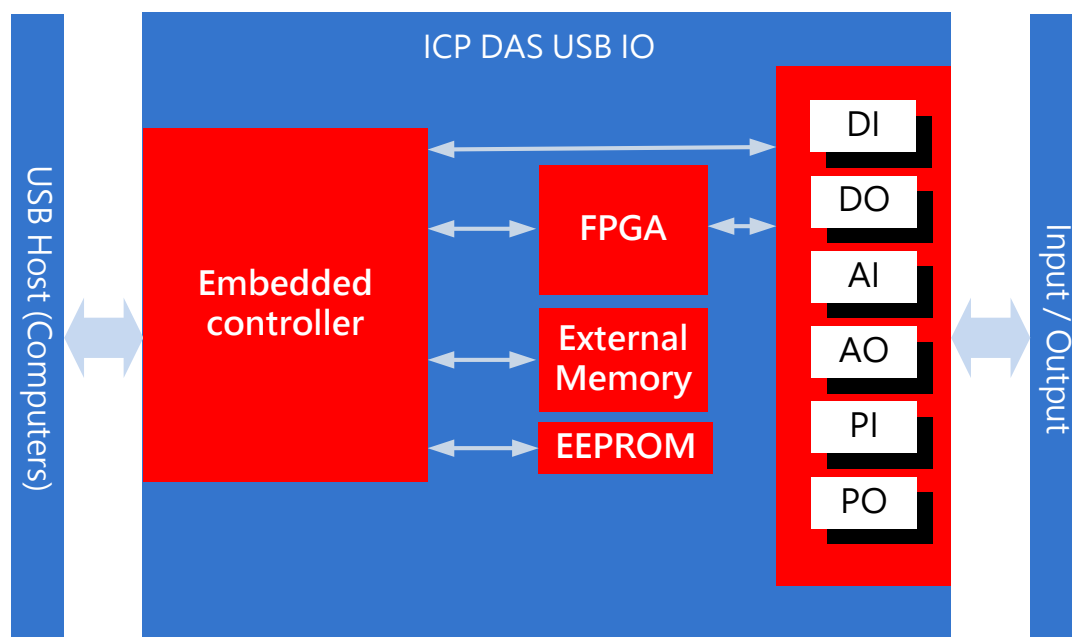 ICP DAS USB IO
USB Host (Computers)
Embedded
controller
FPGA
External
Memory
EEPROM
DI
DO
AI
AO
PI
PO
Input / Output